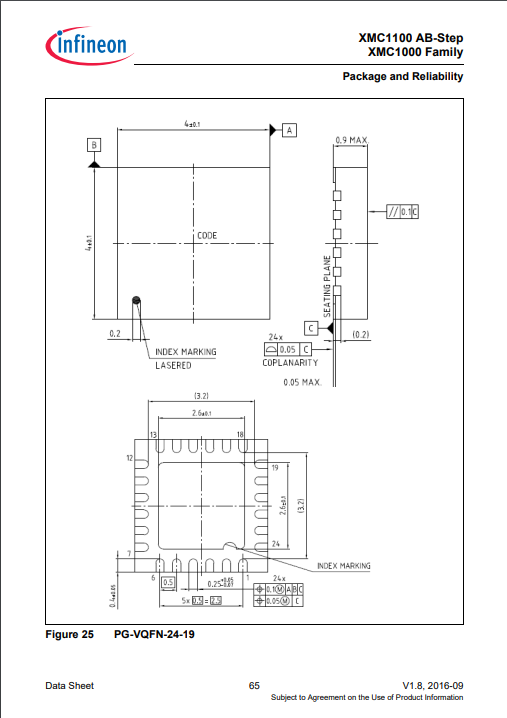 infineon
XMC1100 AB-Step
XMC1000 Family
Package and Reliability
4±0.1
A
B
0.9 MAX.
// 0.1 C
CODE
4±0.1
SEATING PLANE
C
(0.2)
0.2
24x
INDEX MARKING
LASERED
⌓ 0.05 C
COPLANARITY
0.05 MAX.
(3.2)
2.6±0.1
13
18
12
19
2.6±0.1
(3.2)
7
24
INDEX MARKING
6
1
0.4±0.05
0.5
0.25+0.05 -0.07
24x
⌖ 0.1 Ⓜ A B C
⌖ 0.05 Ⓜ C
5x 0.5 = 2.5
Figure 25 PG-VQFN-24-19
Data Sheet 65 V1.8, 2016-09
Subject to Agreement on the Use of Product Information